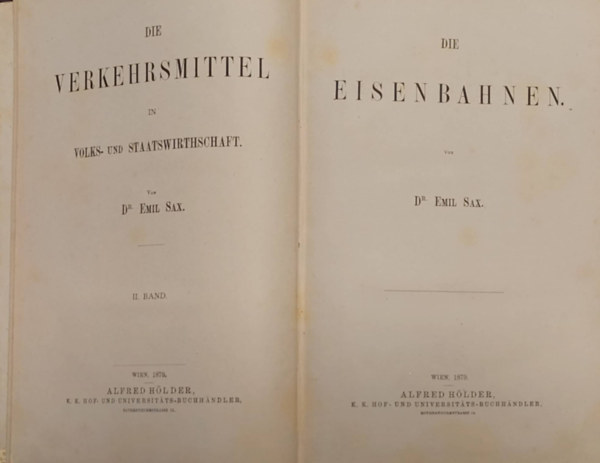 DIE
VERKEHRSMITTEL
IN
VOLKS- UND STAATSWIRTHSCHAFT.
VON
DR. EMIL SAX.
II. BAND
WIEN, 1879.
ALFRED HÖLDER,
K. K. HOF- UND UNIVERSITÄTS-BUCHHÄNDLER,
DIE
EISENBAHNEN.
VON
DR. EMIL SAX.
WIEN, 1879.
ALFRED HÖLDER,
K. K. HOF- UND UNIVERSITÄTS-BUCHHÄNDLER.